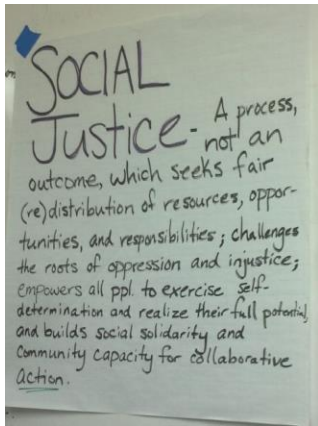 SOCIAL
JUSTICE - A process,
not an
outcome, which seeks fair
(re)distribution of resources, oppor-
tunities, and responsibilities; challenges
the roots of oppression and injustice;
empowers all ppl. to exercise self-
determination and realize their full potential,
and builds social solidarity and
Community capacity for collaborative
action.